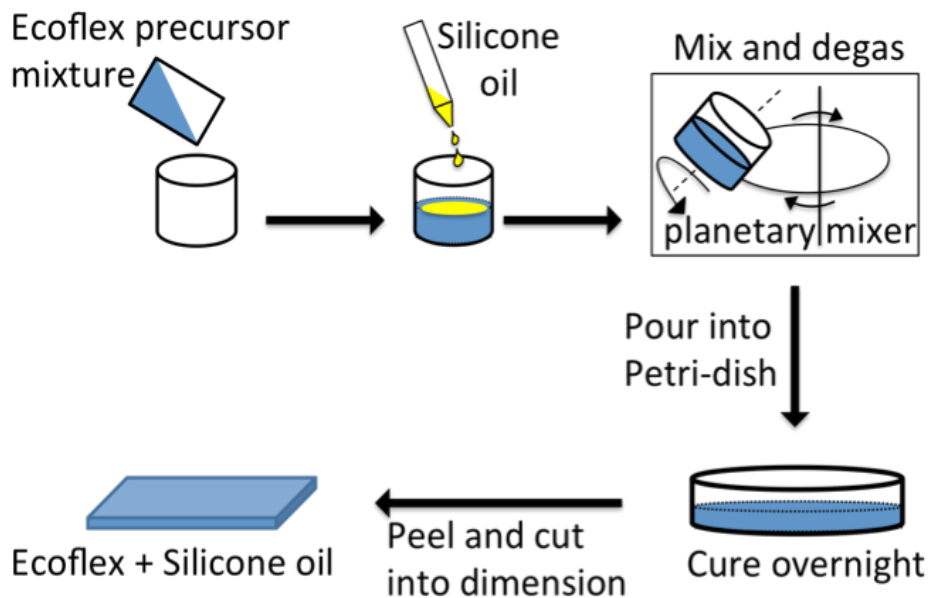 Ecoflex precursor
mixture
Silicone
oil
Mix and degas
planetary mixer
Pour into
Petri-dish
Cure overnight
Peel and cut
into dimension
Ecoflex + Silicone oil